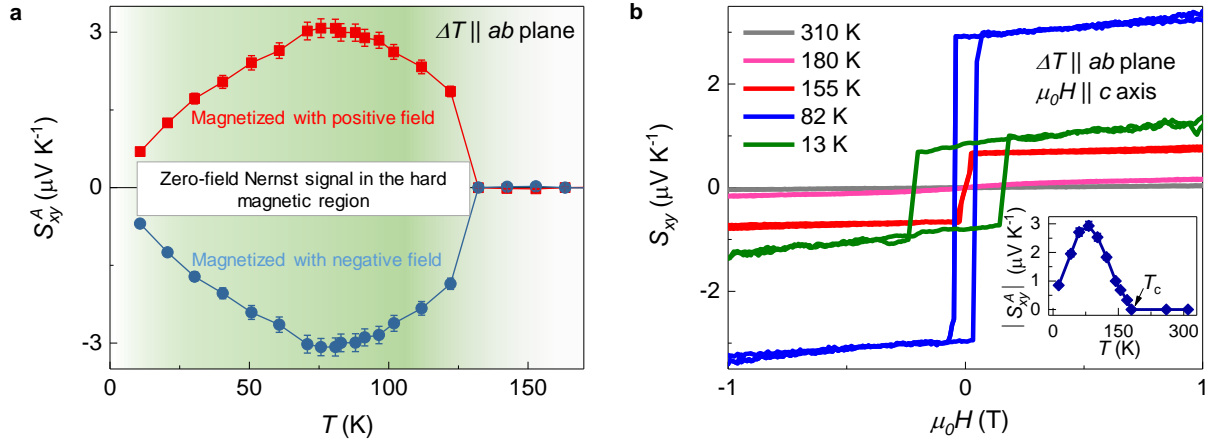 a
ΔT || ab plane
Magnetized with positive field
Zero-field Nernst signal in the hard
magnetic region
Magnetized with negative field
S^A_xy (μV K⁻¹)
3
0
-3
0
50
100
150
T (K)
b
310 K
180 K
155 K
82 K
13 K
ΔT || ab plane
μ₀H || c axis
S_xy (μV K⁻¹)
2
0
-2
-1
0
1
μ₀H (T)
| S^A_xy | (μV K⁻¹)
3
2
1
0
T_c
0
150
300
T (K)